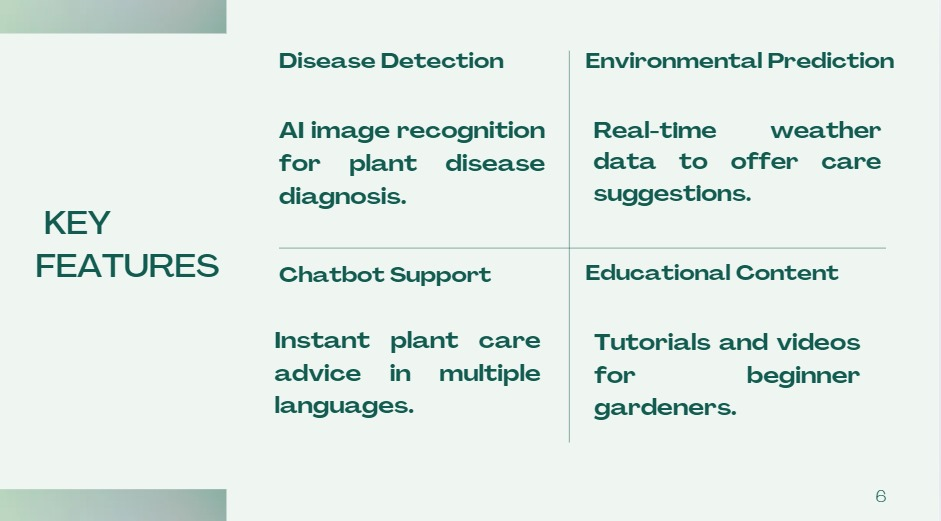 KEY
FEATURES
Disease Detection
AI image recognition
for plant disease
diagnosis.
Environmental Prediction
Real-time weather
data to offer care
suggestions.
Chatbot Support
Instant plant care
advice in multiple
languages.
Educational Content
Tutorials and videos
for beginner
gardeners.
6